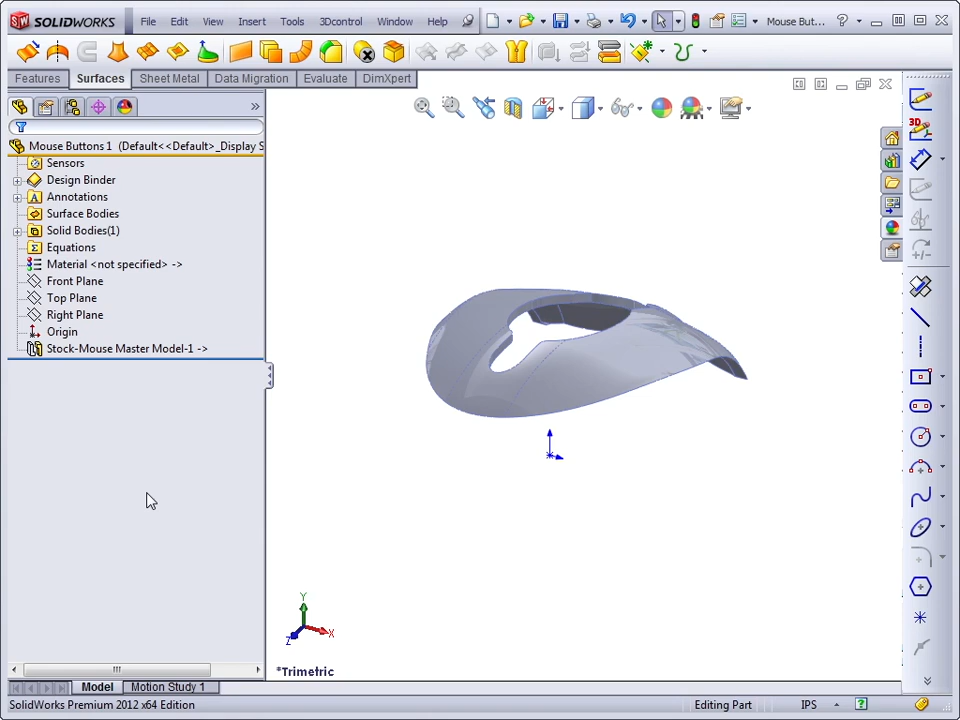 SOLIDWORKS File Edit View Insert Tools 3Dcontrol Window Help Mouse But... ?
Features Surfaces Sheet Metal Data Migration Evaluate DimXpert
Mouse Buttons 1 (Default<<Default>_Display S
Sensors
Design Binder
Annotations
Surface Bodies
Solid Bodies(1)
Equations
Material <not specified> ->
Front Plane
Top Plane
Right Plane
Origin
Stock-Mouse Master Model-1 ->
3D
Y
X
Z
*Trimetric
Model Motion Study 1
SolidWorks Premium 2012 x64 Edition Editing Part IPS ?